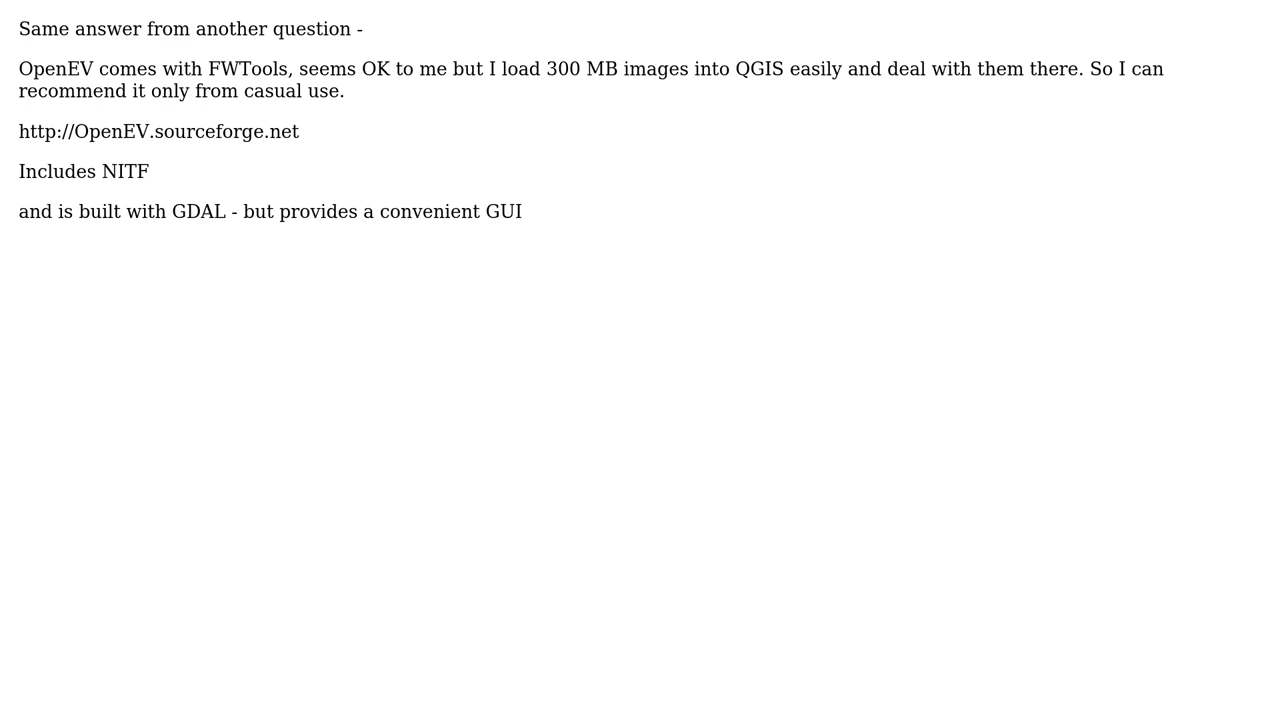 Same answer from another question -
OpenEV comes with FWTools, seems OK to me but I load 300 MB images into QGIS easily and deal with them there. So I can
recommend it only from casual use.
http://OpenEV.sourceforge.net
Includes NITF
and is built with GDAL - but provides a convenient GUI